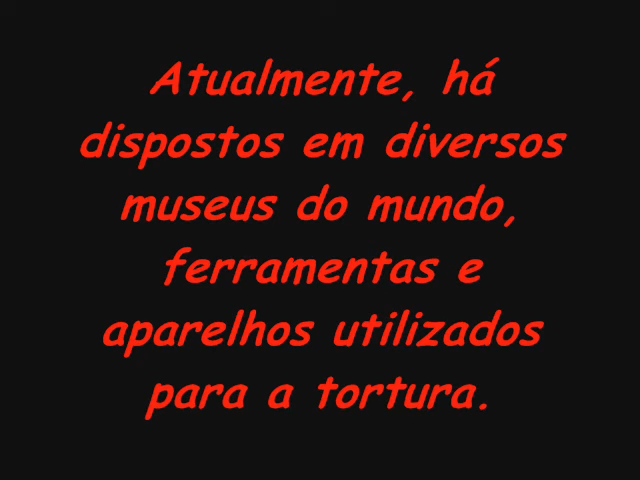 Atualmente, há
dispostos em diversos
museus do mundo,
ferramentas e
aparelhos utilizados
para a tortura.